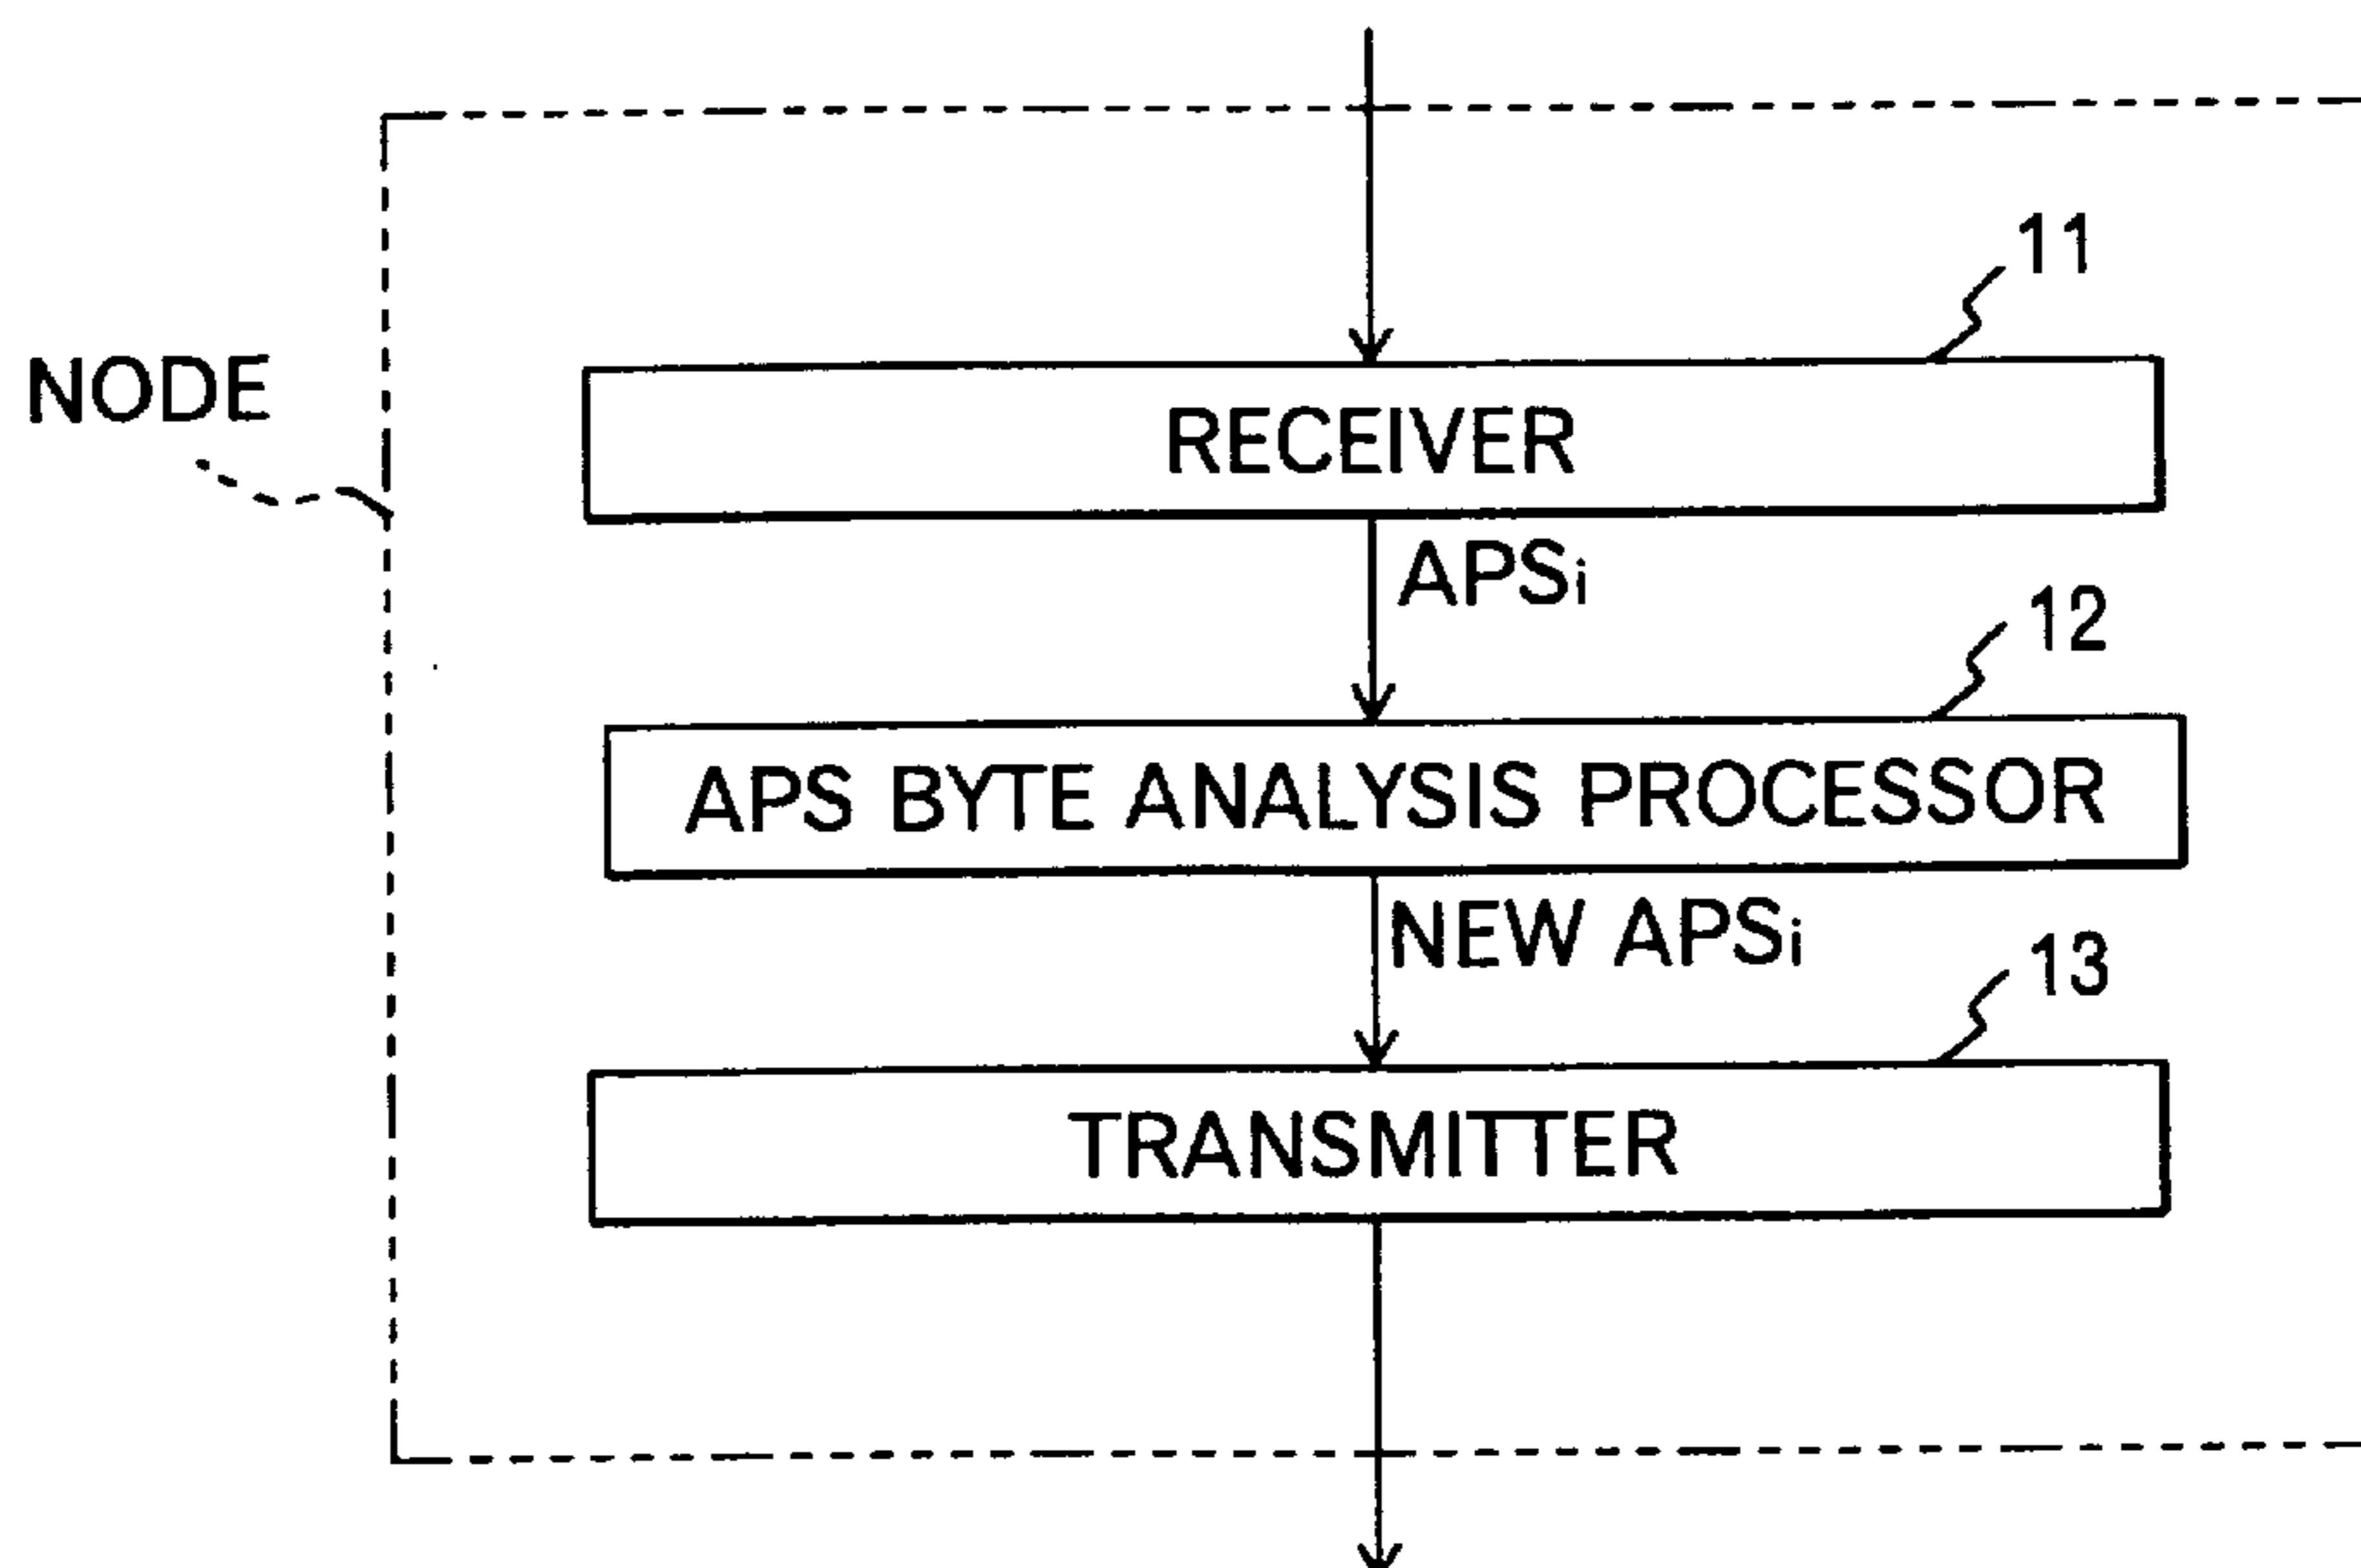 11
NODE
RECEIVER
APSi
12
APS BYTE ANALYSIS PROCESSOR
NEW APSi
13
TRANSMITTER